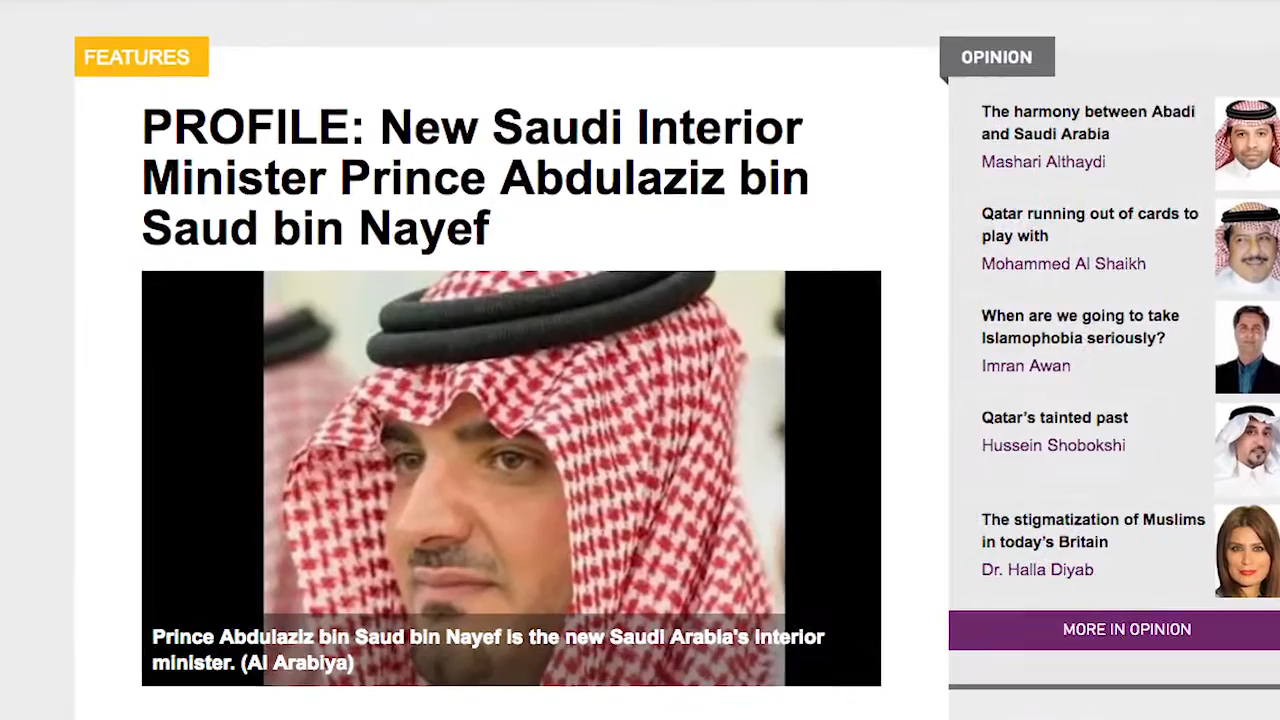 FEATURES
PROFILE: New Saudi Interior
Minister Prince Abdulaziz bin
Saud bin Nayef
Prince Abdulaziz bin Saud bin Nayef is the new Saudi Arabia's interior
minister. (Al Arabiya)
OPINION
The harmony between Abadi
and Saudi Arabia
Mashari Althaydi
Qatar running out of cards to
play with
Mohammed Al Shaikh
When are we going to take
Islamophobia seriously?
Imran Awan
Qatar’s tainted past
Hussein Shobokshi
The stigmatization of Muslims
in today’s Britain
Dr. Halla Diyab
MORE IN OPINION